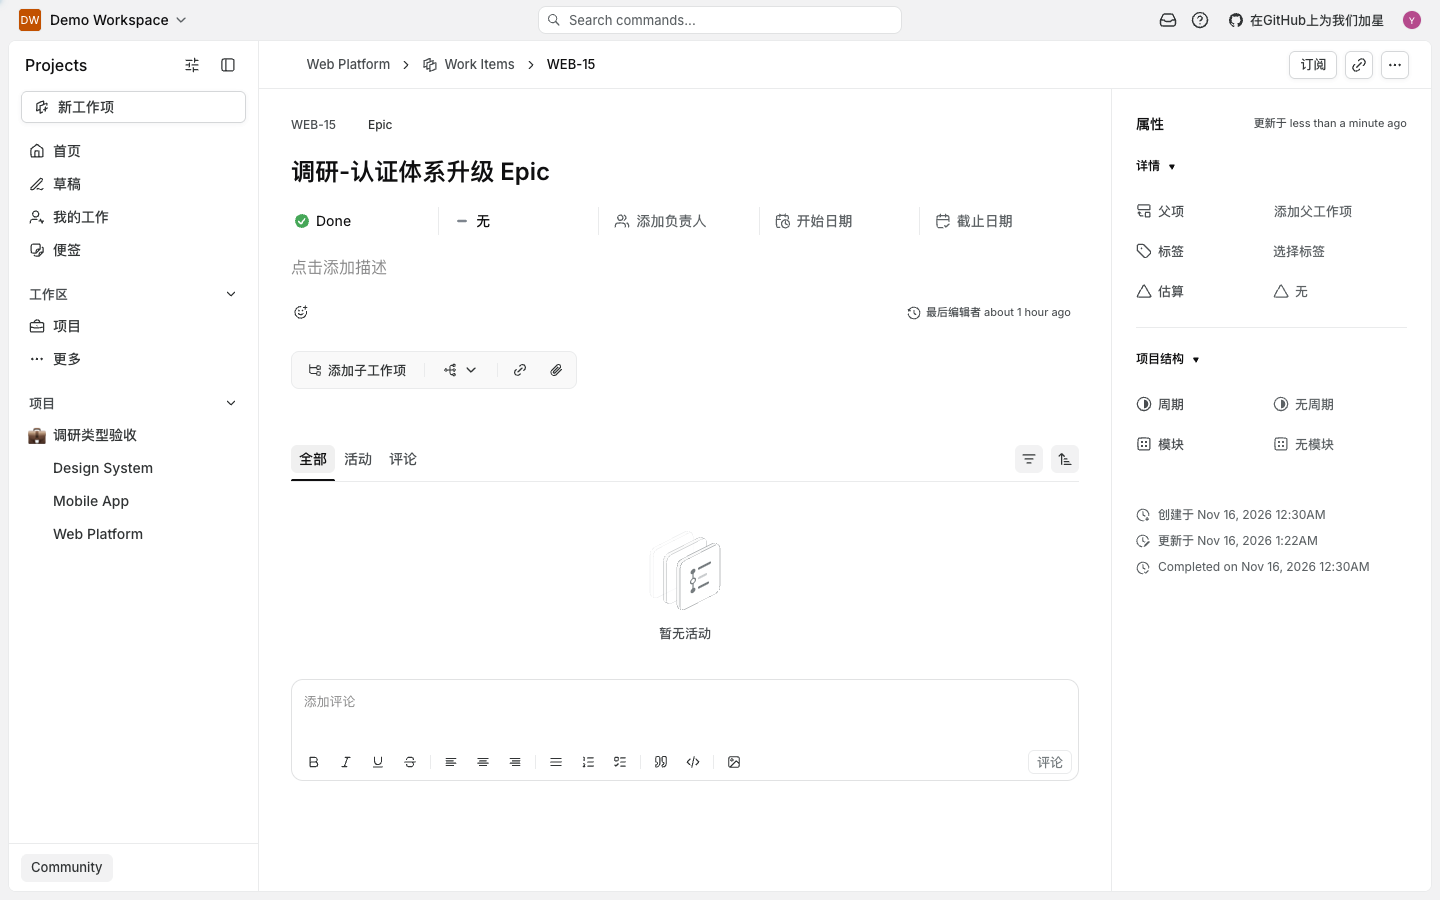 DW Demo Workspace
Search commands...
在GitHub上为我们加星
Y
Projects
新工作项
首页
草稿
我的工作
便签
工作区
项目
更多
项目
调研类型验收
Design System
Mobile App
Web Platform
Community
Web Platform > Work Items > WEB-15
订阅
WEB-15 Epic
调研-认证体系升级 Epic
Done
无
添加负责人
开始日期
截止日期
点击添加描述
最后编辑者 about 1 hour ago
添加子工作项
全部 活动 评论
暂无活动
添加评论
评论
属性
更新于 less than a minute ago
详情
父项 添加父工作项
标签 选择标签
估算 无
项目结构
周期 无周期
模块 无模块
创建于 Nov 16, 2026 12:30AM
更新于 Nov 16, 2026 1:22AM
Completed on Nov 16, 2026 12:30AM